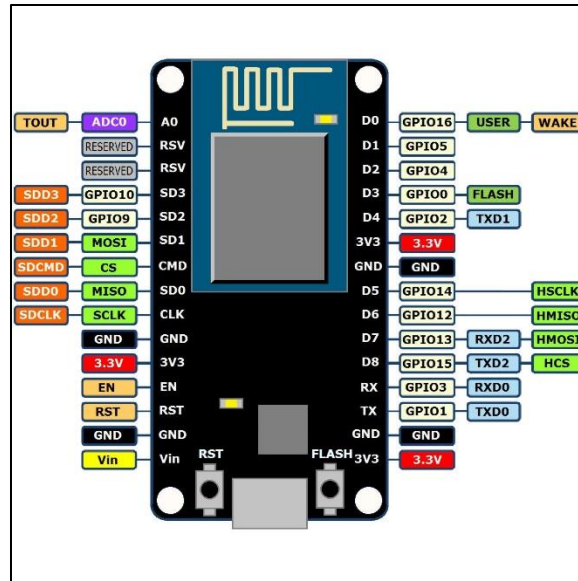 TOUT ADC0 A0 D0 GPIO16 USER WAKE
RESERVED RSV D1 GPIO5
RESERVED RSV D2 GPIO4
SDD3 GPIO10 SD3 D3 GPIO0 FLASH
SDD2 GPIO9 SD2 D4 GPIO2 TXD1
SDD1 MOSI SD1 3V3 3.3V
SDCMD CS CMD GND GND
SDD0 MISO SD0 D5 GPIO14 HSCLK
SDCLK SCLK CLK D6 GPIO12 HMISO
GND GND D7 GPIO13 RXD2 HMOSI
3.3V 3V3 D8 GPIO15 TXD2 HCS
EN EN RX GPIO3 RXD0
RST RST TX GPIO1 TXD0
GND GND GND GND
Vin Vin RST FLASH 3V3 3.3V